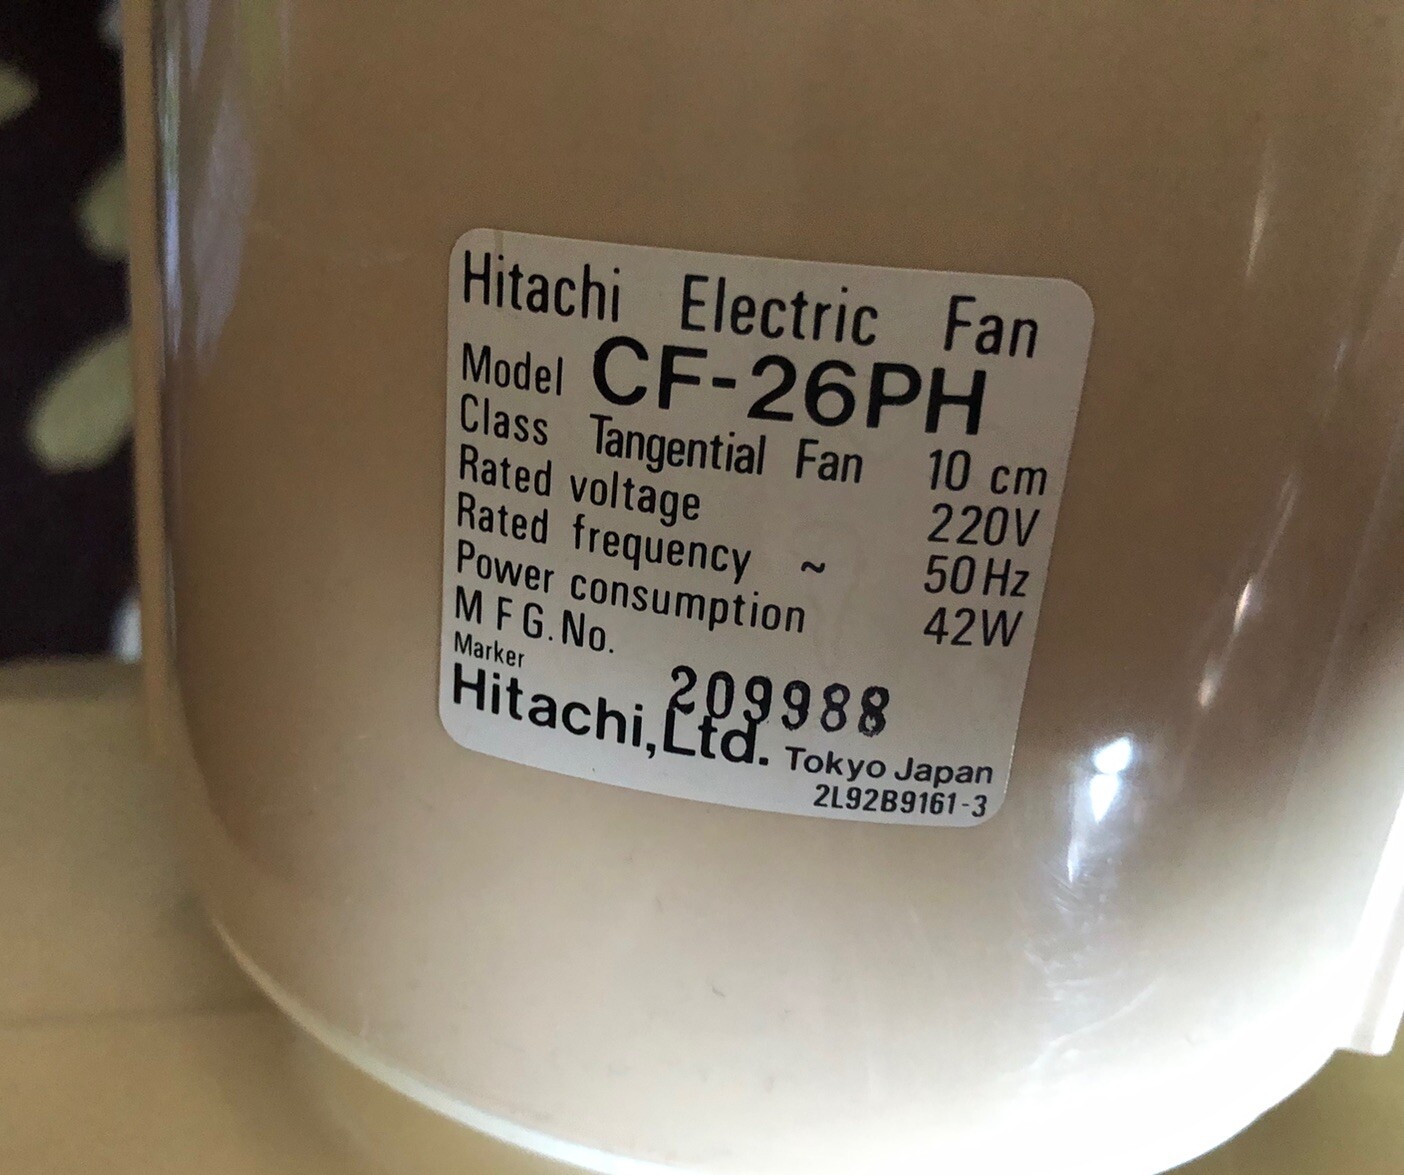 Hitachi Electric Fan
Model CF-26PH
Class Tangential Fan 10 cm
Rated voltage 220V
Rated frequency ~ 50Hz
Power consumption 42W
M F G. No. 209988
Marker
Hitachi, Ltd. Tokyo Japan
2L92B9161-3